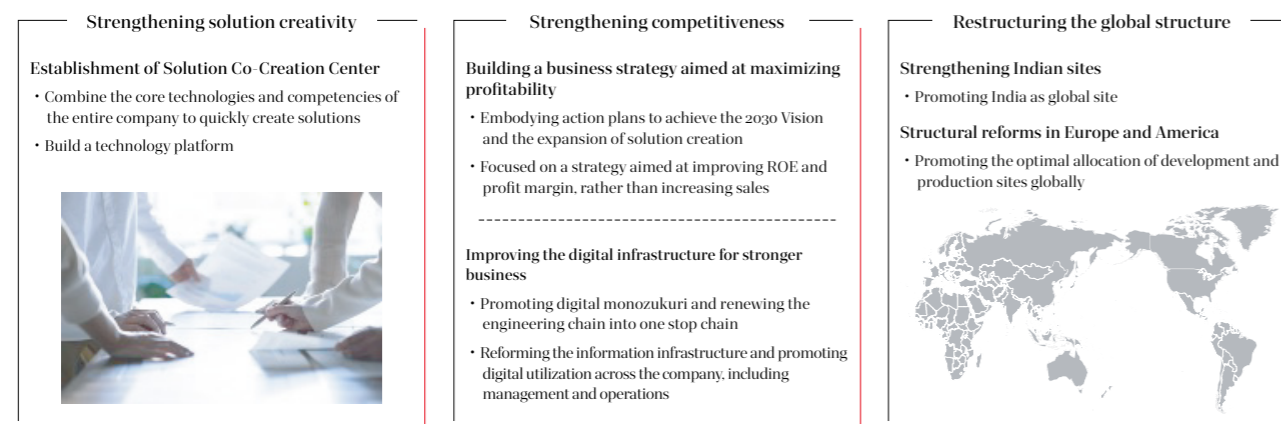 Strengthening solution creativity
Establishment of Solution Co-Creation Center
・Combine the core technologies and competencies of
the entire company to quickly create solutions
・Build a technology platform
Strengthening competitiveness
Building a business strategy aimed at maximizing
profitability
・Embodying action plans to achieve the 2030 Vision
and the expansion of solution creation
・Focused on a strategy aimed at improving ROE and
profit margin, rather than increasing sales
Improving the digital infrastructure for stronger
business
・Promoting digital monozukuri and renewing the
engineering chain into one stop chain
・Reforming the information infrastructure and promoting
digital utilization across the company, including
management and operations
Restructuring the global structure
Strengthening Indian sites
・Promoting India as global site
Structural reforms in Europe and America
・Promoting the optimal allocation of development and
production sites globally